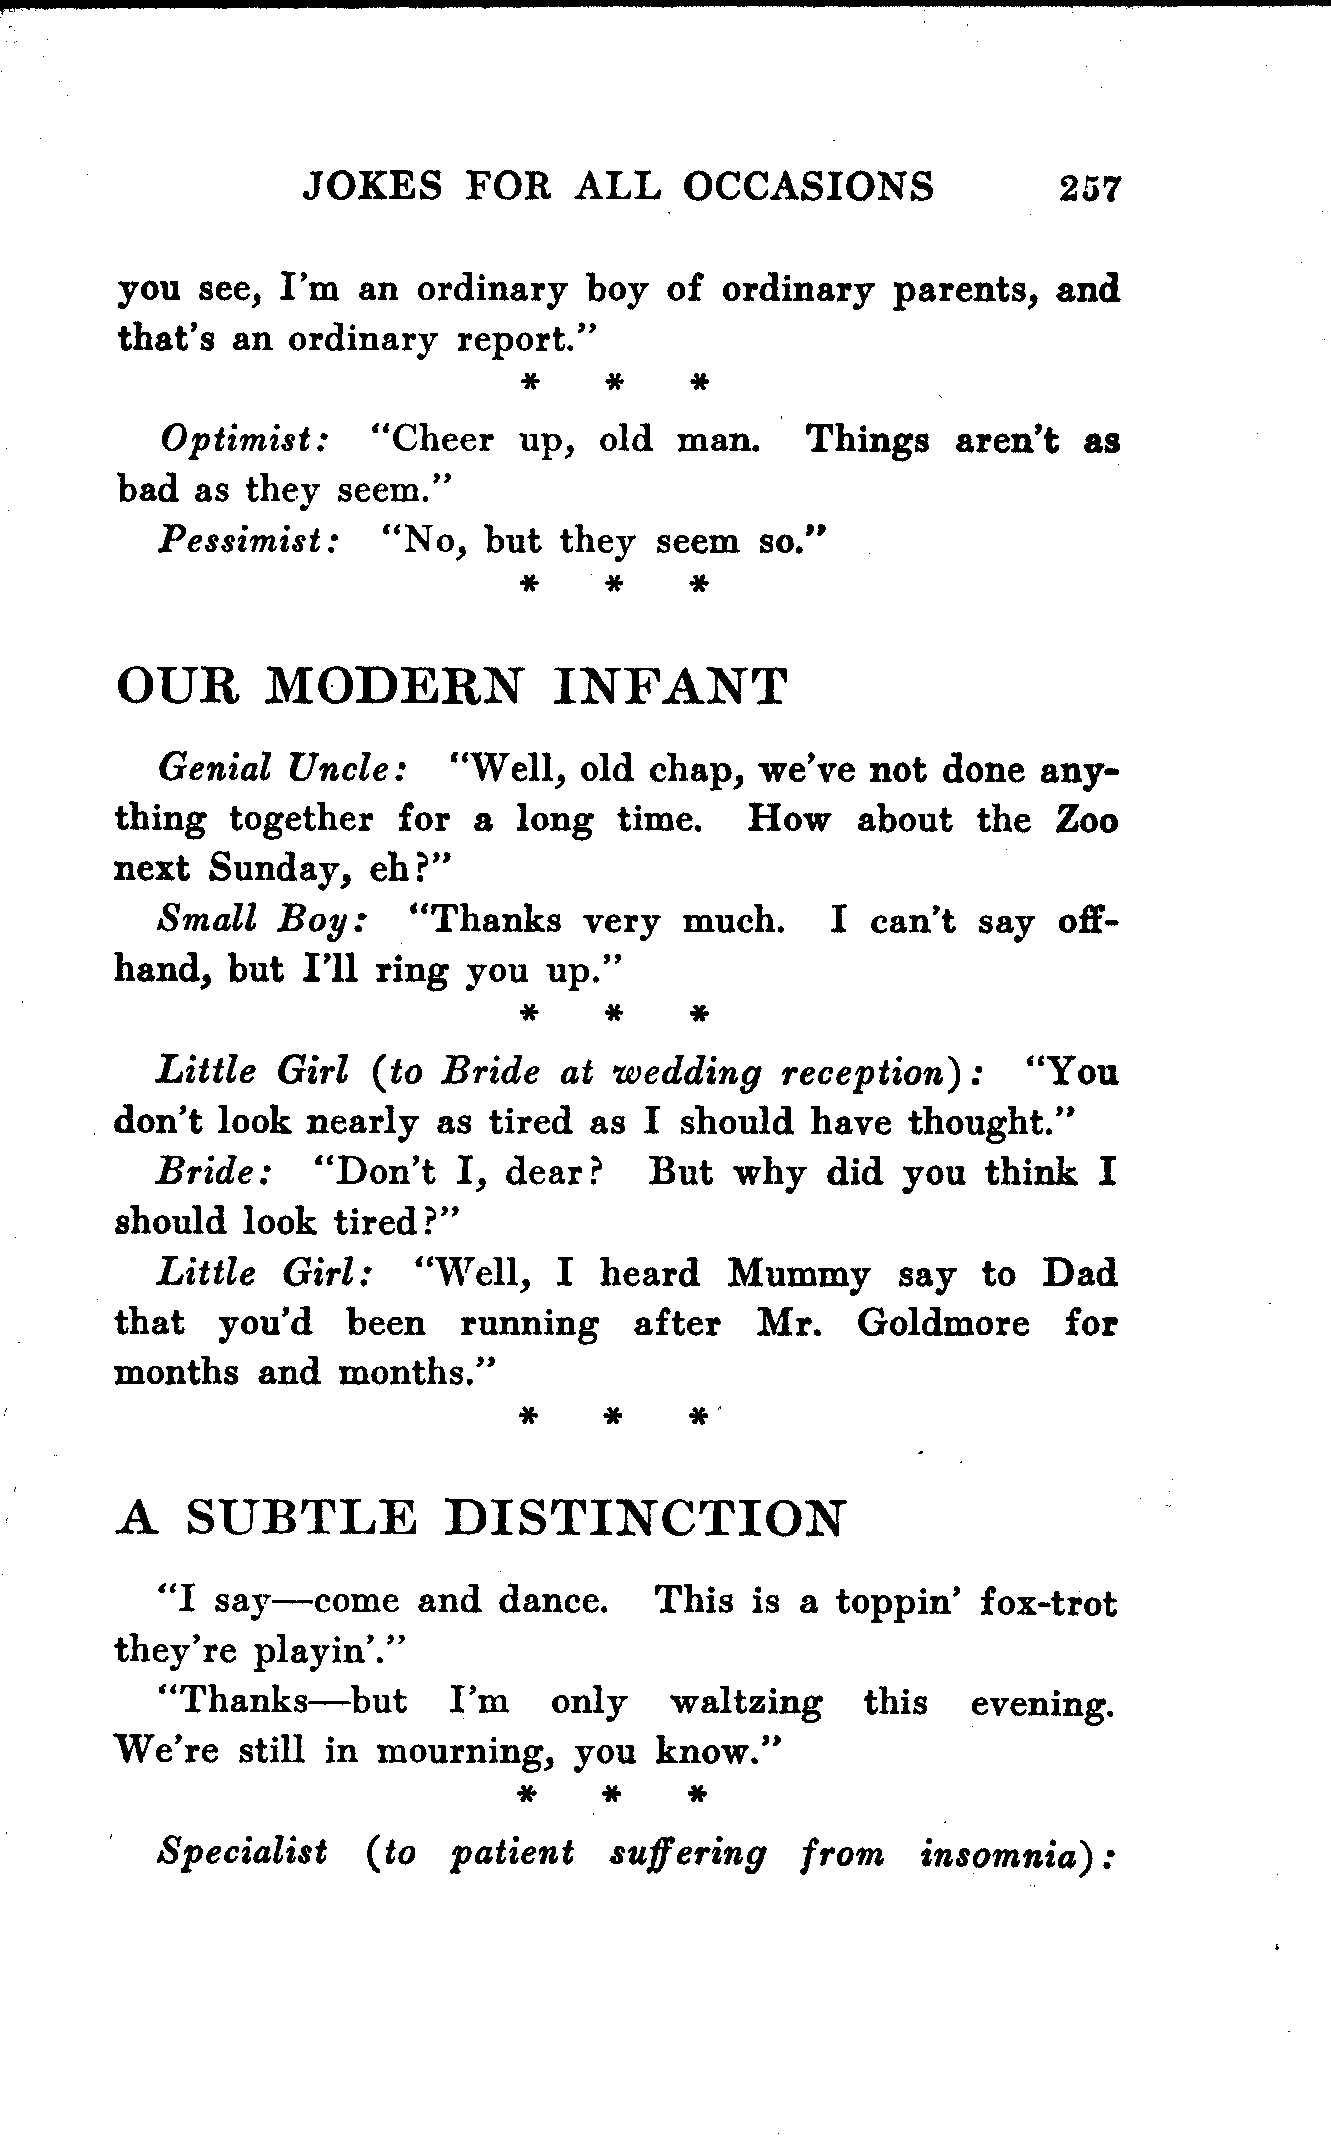 JOKES FOR ALL OCCASIONS 257
you see, I'm an ordinary boy of ordinary parents, and
that's an ordinary report."
* * *
Optimist: "Cheer up, old man. Things aren't as
bad as they seem."
Pessimist: "No, but they seem so."
* * *
OUR MODERN INFANT
Genial Uncle: "Well, old chap, we've not done any-
thing together for a long time. How about the Zoo
next Sunday, eh?"
Small Boy: "Thanks very much. I can't say off-
hand, but I'll ring you up."
* * *
Little Girl (to Bride at wedding reception): "You
don't look nearly as tired as I should have thought."
Bride: "Don't I, dear? But why did you think I
should look tired?"
Little Girl: "Well, I heard Mummy say to Dad
that you'd been running after Mr. Goldmore for
months and months."
* * *
A SUBTLE DISTINCTION
"I say—come and dance. This is a toppin' fox-trot
they're playin'."
"Thanks—but I'm only waltzing this evening.
We're still in mourning, you know."
* * *
Specialist (to patient suffering from insomnia):